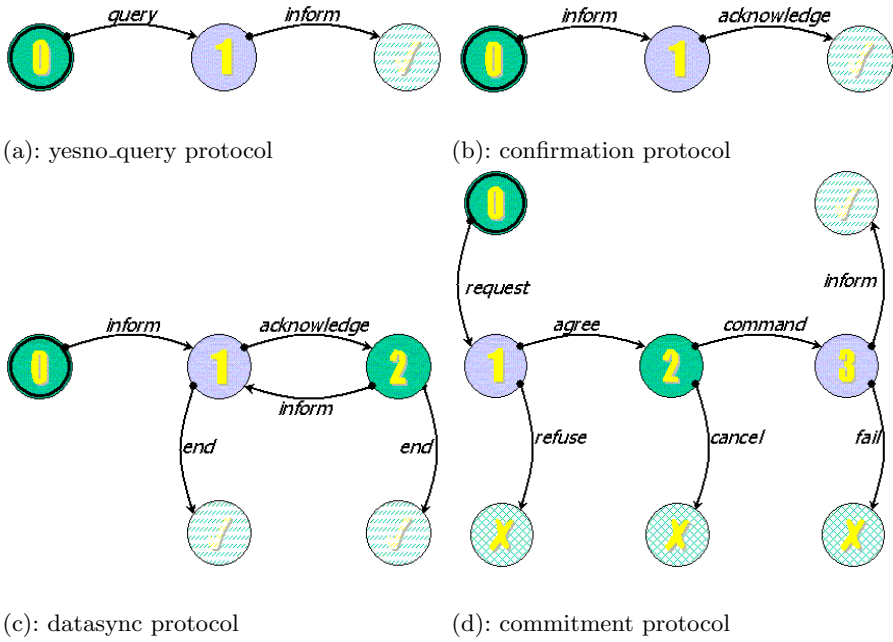 query
inform
0
1
√
(a): yesno_query protocol
inform
acknowledge
0
1
√
(b): confirmation protocol
inform
acknowledge
0
1
2
inform
end
end
√
√
(c): datasync protocol
0
√
request
inform
agree
command
1
2
3
refuse
cancel
fail
X
X
X
(d): commitment protocol